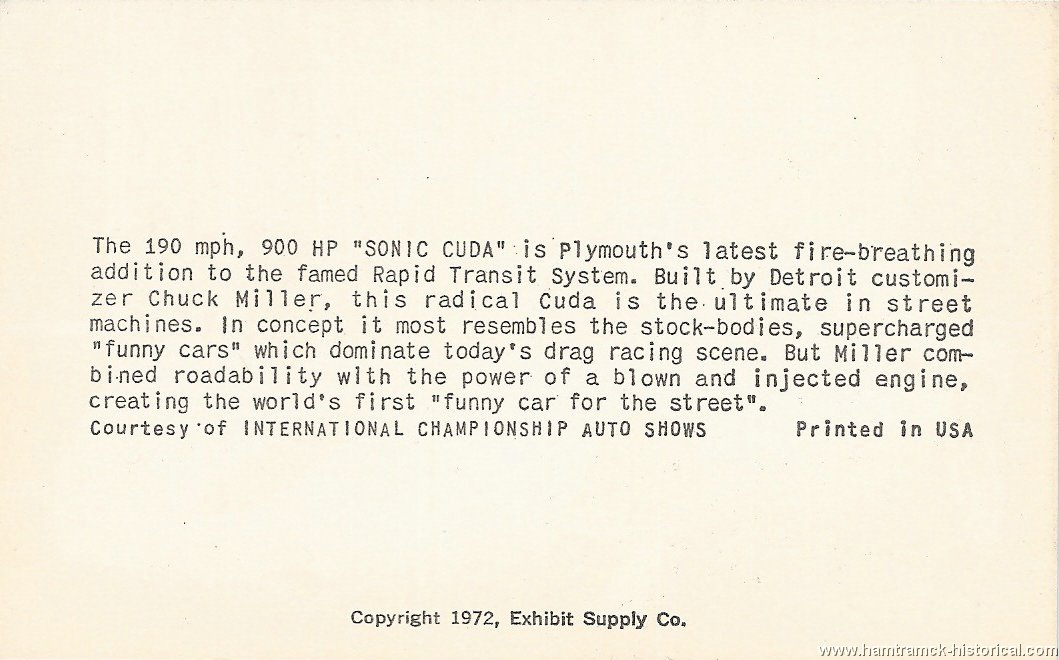 The 190 mph, 900 HP "SONIC CUDA" is Plymouth's latest fire-breathing
addition to the famed Rapid Transit System. Built by Detroit customi-
zer Chuck Miller, this radical Cuda is the ultimate in street
machines. In concept it most resembles the stock-bodies, supercharged
"funny cars" which dominate today's drag racing scene. But Miller com-
bined roadability with the power of a blown and injected engine,
creating the world's first "funny car for the street".
Courtesy of INTERNATIONAL CHAMPIONSHIP AUTO SHOWS Printed in USA
Copyright 1972, Exhibit Supply Co.
www.hamtramck-historical.com